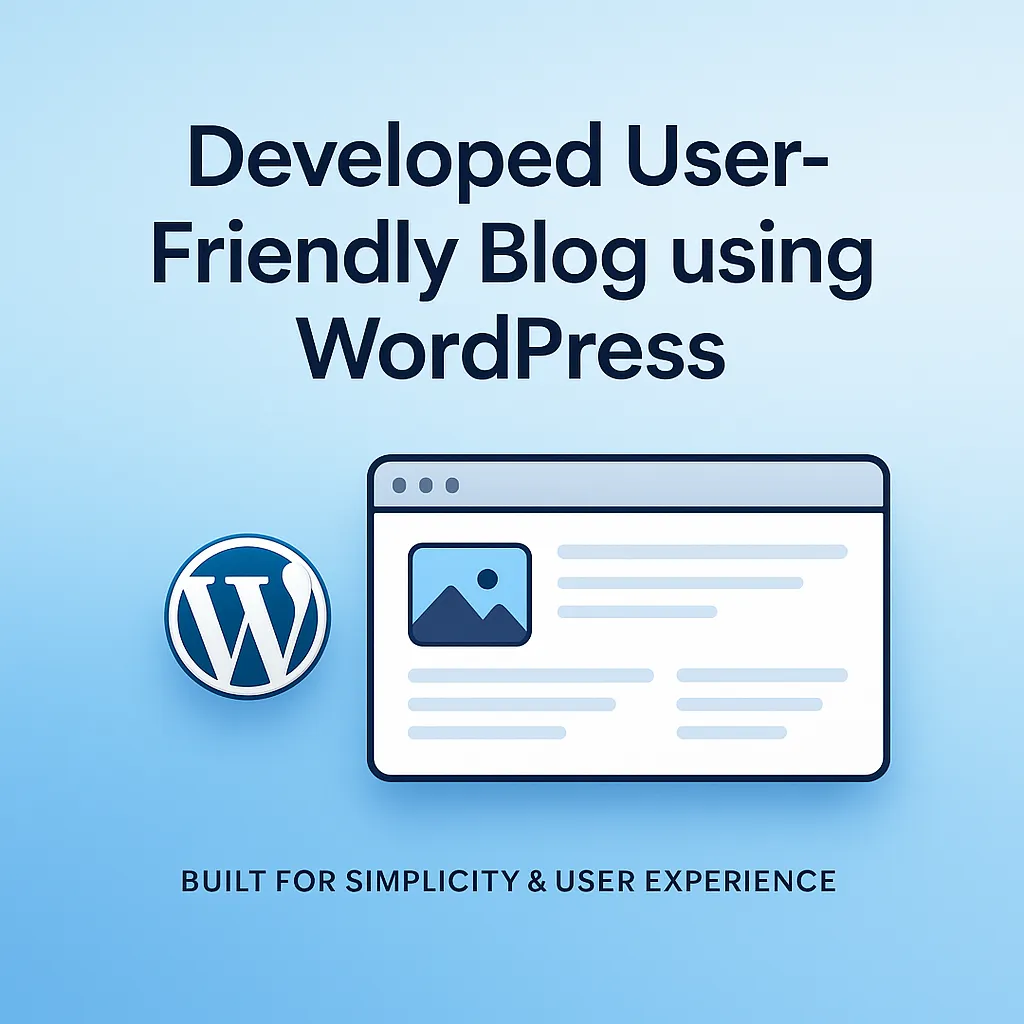 Developed User-
Friendly Blog using
WordPress
W
BUILT FOR SIMPLICITY & USER EXPERIENCE